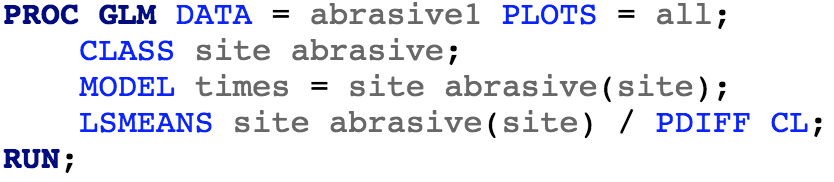 PROC GLM DATA = abrasive1 PLOTS = all;
CLASS site abrasive;
MODEL times = site abrasive(site);
LSMEANS site abrasive(site) / PDIFF CL;
RUN;